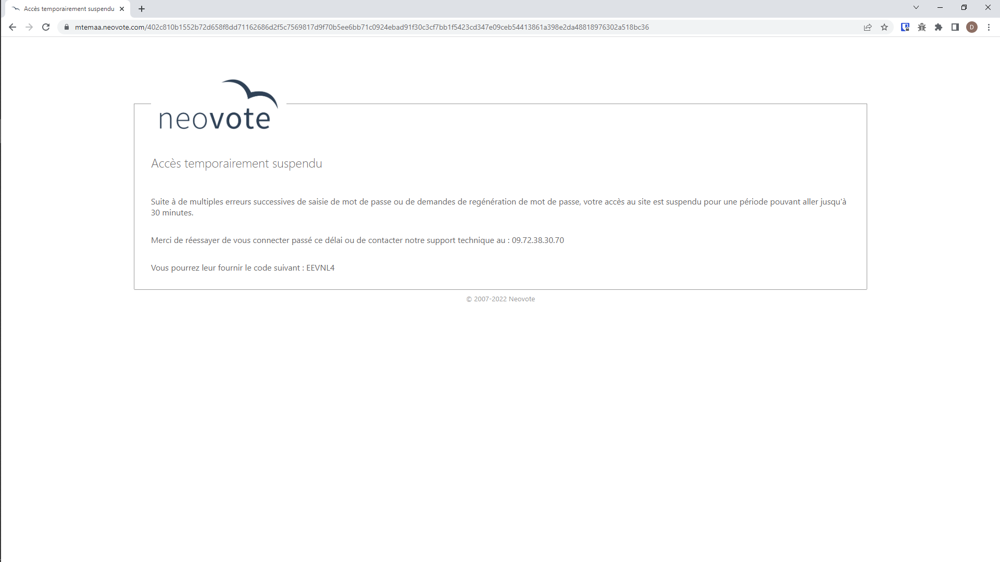 Accès temporairement suspendu
mtemaa.neovote.com/402c810b1552b72d658f8dd71162686d2f5c7569817d9f70b5ee6bb71c0924ebad91f30c3cf7bb1f5423cd347e09ceb54413861a398e2da48818976302a518bc36
D
neovote
Accès temporairement suspendu
Suite à de multiples erreurs successives de saisie de mot de passe ou de demandes de regénération de mot de passe, votre accès au site est suspendu pour une période pouvant aller jusqu'à
30 minutes.
Merci de réessayer de vous connecter passé ce délai ou de contacter notre support technique au : 09.72.38.30.70
Vous pourrez leur fournir le code suivant : EEVNL4
© 2007-2022 Neovote